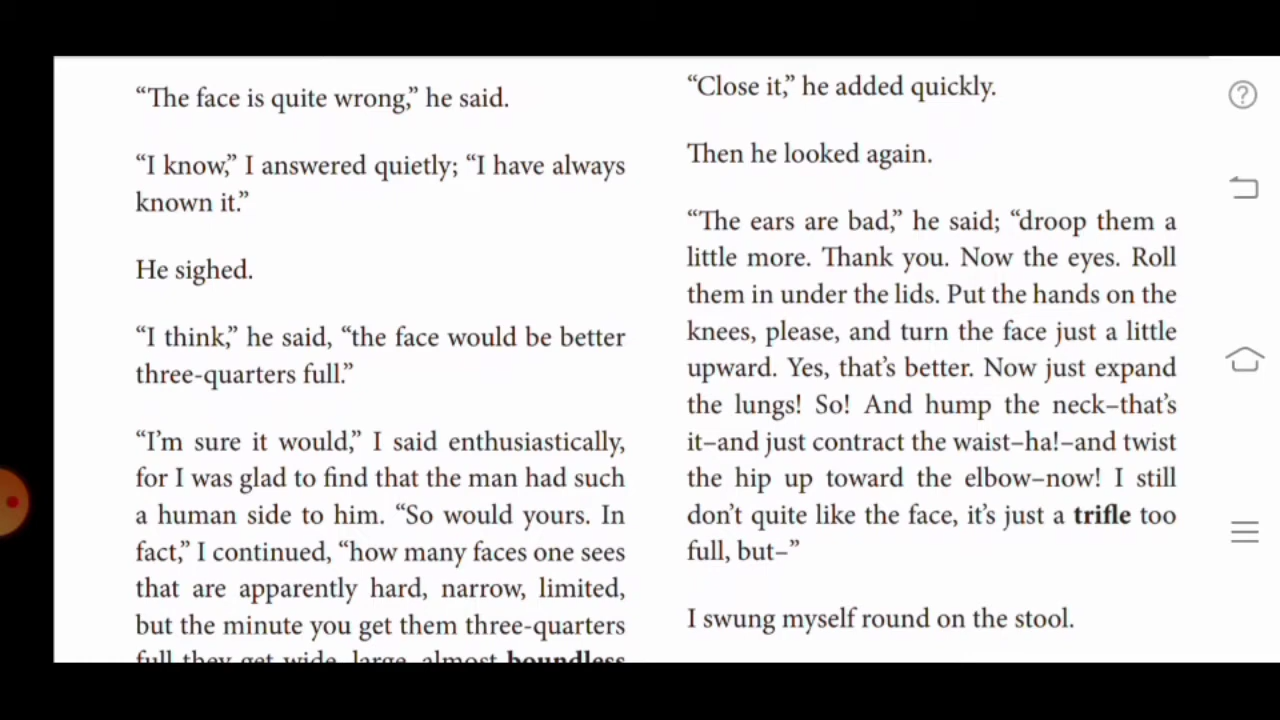 “The face is quite wrong,” he said.
“I know,” I answered quietly; “I have always
known it.”
He sighed.
“I think,” he said, “the face would be better
three-quarters full.”
“I’m sure it would,” I said enthusiastically,
for I was glad to find that the man had such
a human side to him. “So would yours. In
fact,” I continued, “how many faces one sees
that are apparently hard, narrow, limited,
but the minute you get them three-quarters
full they get wide, large, almost boundless
“Close it,” he added quickly.
Then he looked again.
“The ears are bad,” he said; “droop them a
little more. Thank you. Now the eyes. Roll
them in under the lids. Put the hands on the
knees, please, and turn the face just a little
upward. Yes, that’s better. Now just expand
the lungs! So! And hump the neck–that’s
it–and just contract the waist–ha!–and twist
the hip up toward the elbow–now! I still
don’t quite like the face, it’s just a trifle too
full, but–”
I swung myself round on the stool.